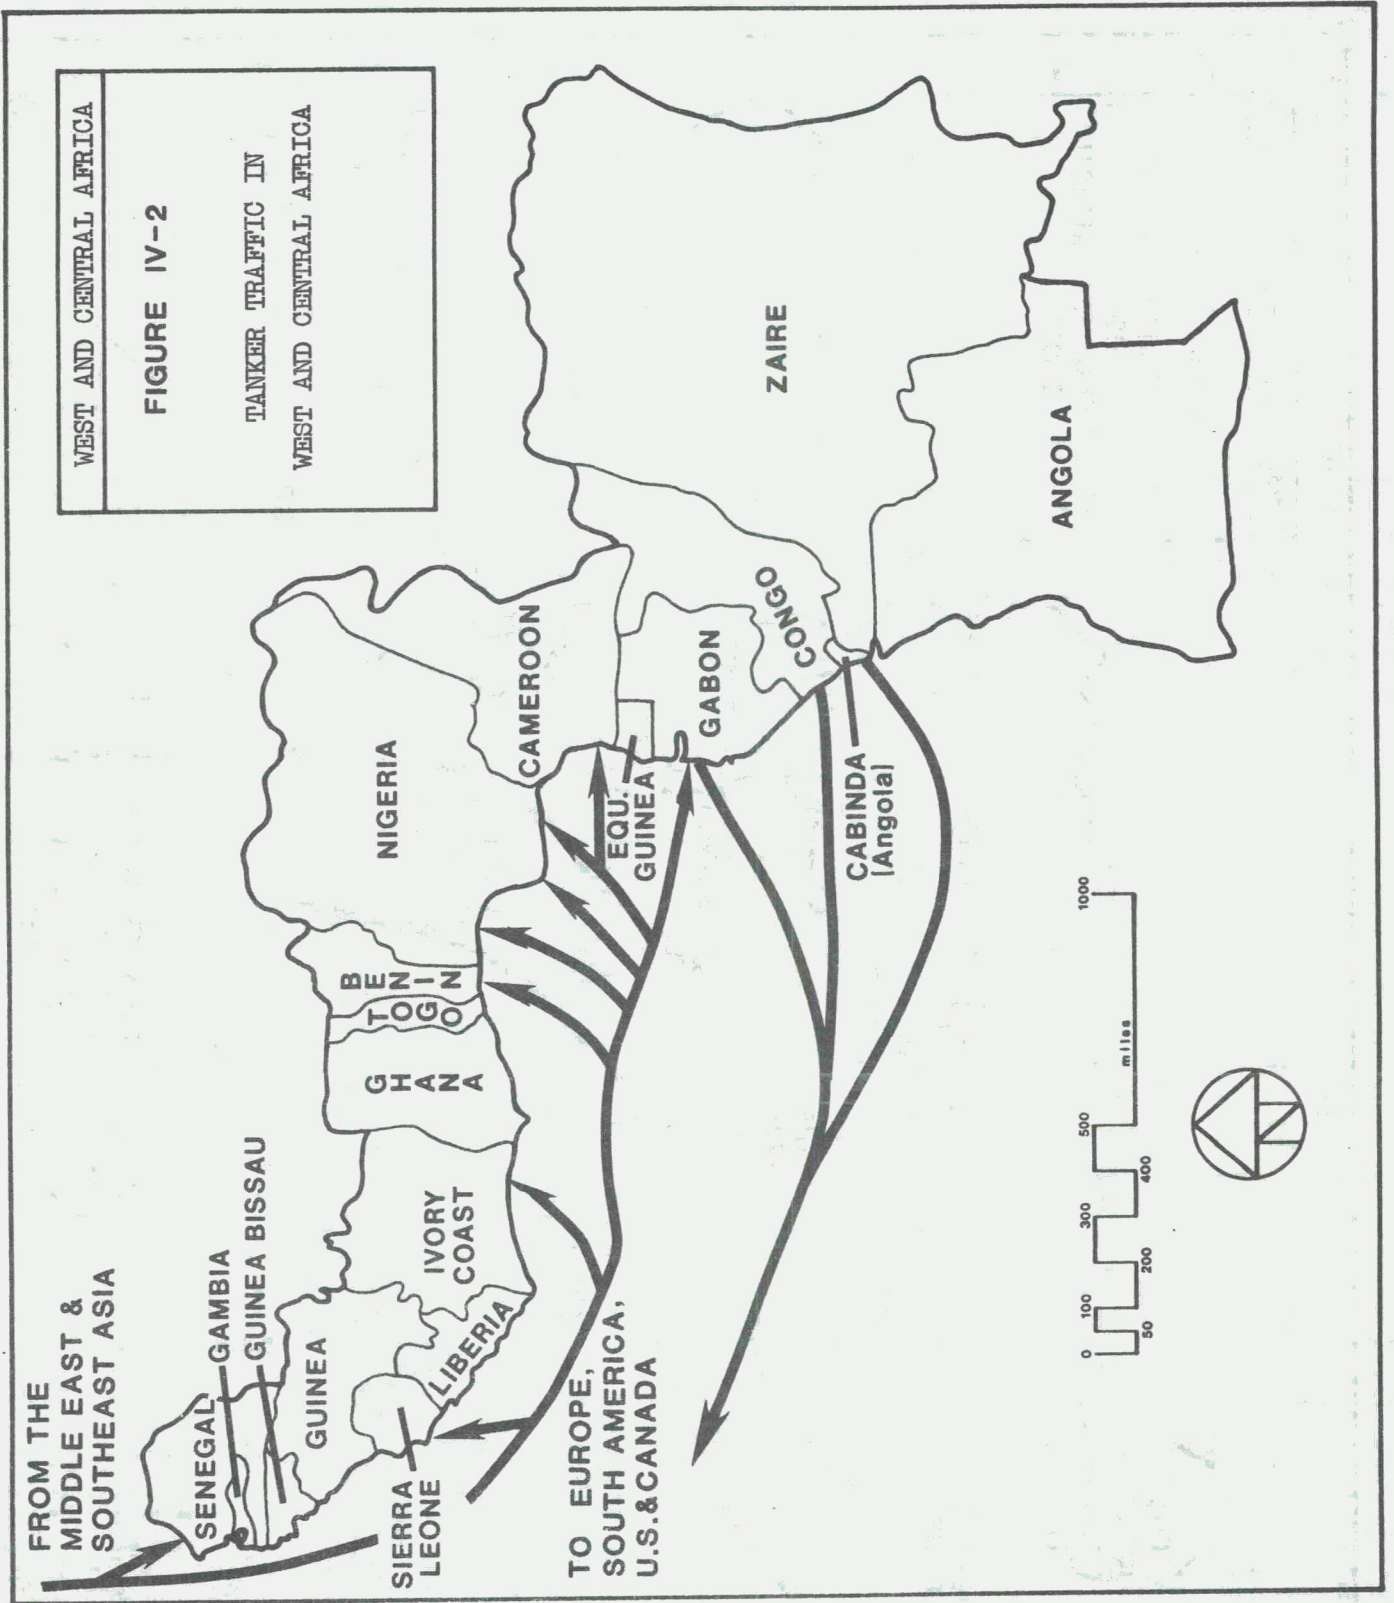 WEST AND CENTRAL AFRICA
FIGURE IV-2
TANKER TRAFFIC IN
WEST AND CENTRAL AFRICA
FROM THE
MIDDLE EAST &
SOUTHEAST ASIA
SENEGAL
GAMBIA
GUINEA BISSAU
GUINEA
SIERRA
LEONE
LIBERIA
IVORY
COAST
GHANA
TOGO
BENIN
NIGERIA
CAMEROON
EQU.
GUINEA
GABON
CONGO
ZAIRE
CABINDA
(Angola)
ANGOLA
TO EUROPE,
SOUTH AMERICA,
U.S.&CANADA
0 100 300 500 1000
50 200 400 miles
N